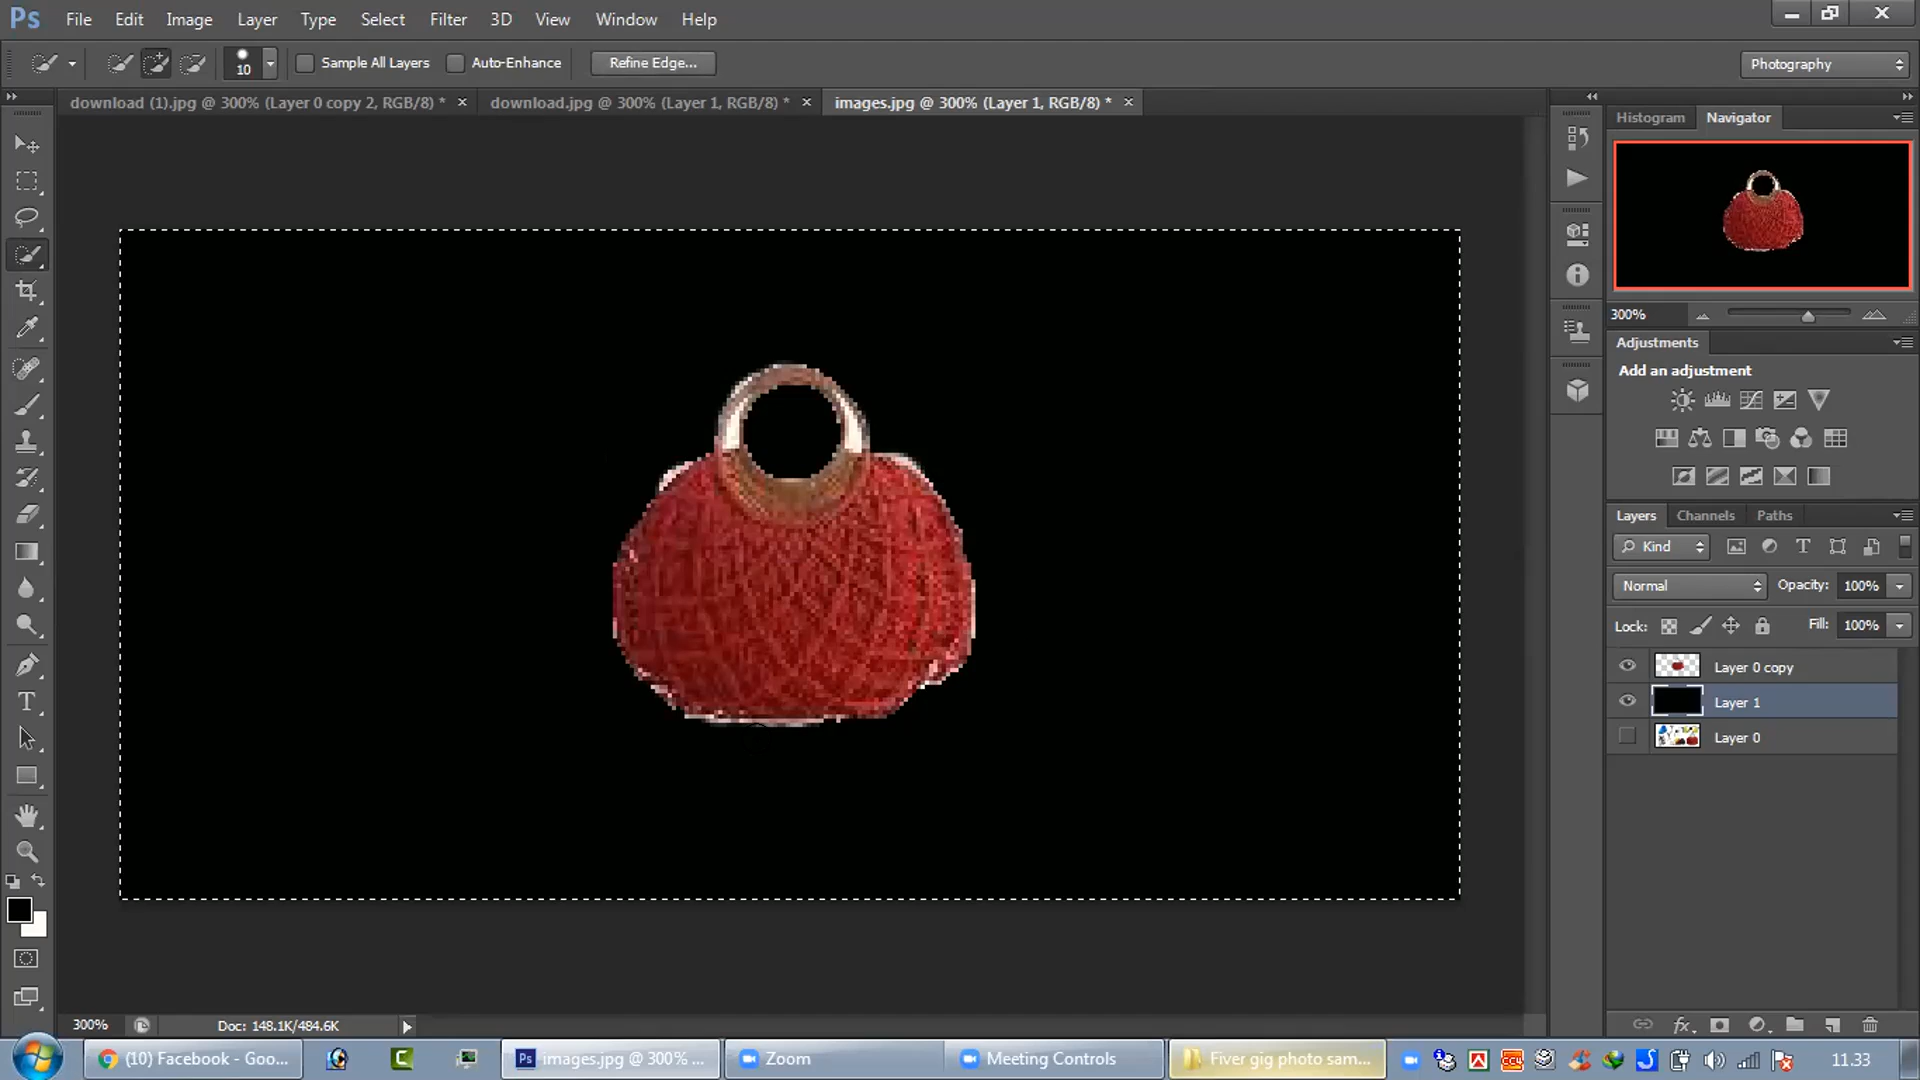 Ps File Edit Image Layer Type Select Filter 3D View Window Help
10 Sample All Layers Auto-Enhance Refine Edge... Photography
download (1).jpg @ 300% (Layer 0 copy 2, RGB/8) * × download.jpg @ 300% (Layer 1, RGB/8) * × images.jpg @ 300% (Layer 1, RGB/8) * ×
Histogram Navigator
300%
Adjustments
Add an adjustment
Layers Channels Paths
Kind
Normal Opacity: 100%
Lock: Fill: 100%
Layer 0 copy
Layer 1
Layer 0
300% Doc: 148.1K/484.6K
(10) Facebook - Goo... Ps images.jpg @ 300% ... Zoom Meeting Controls Fiver gig photo sam... CC4 11.33